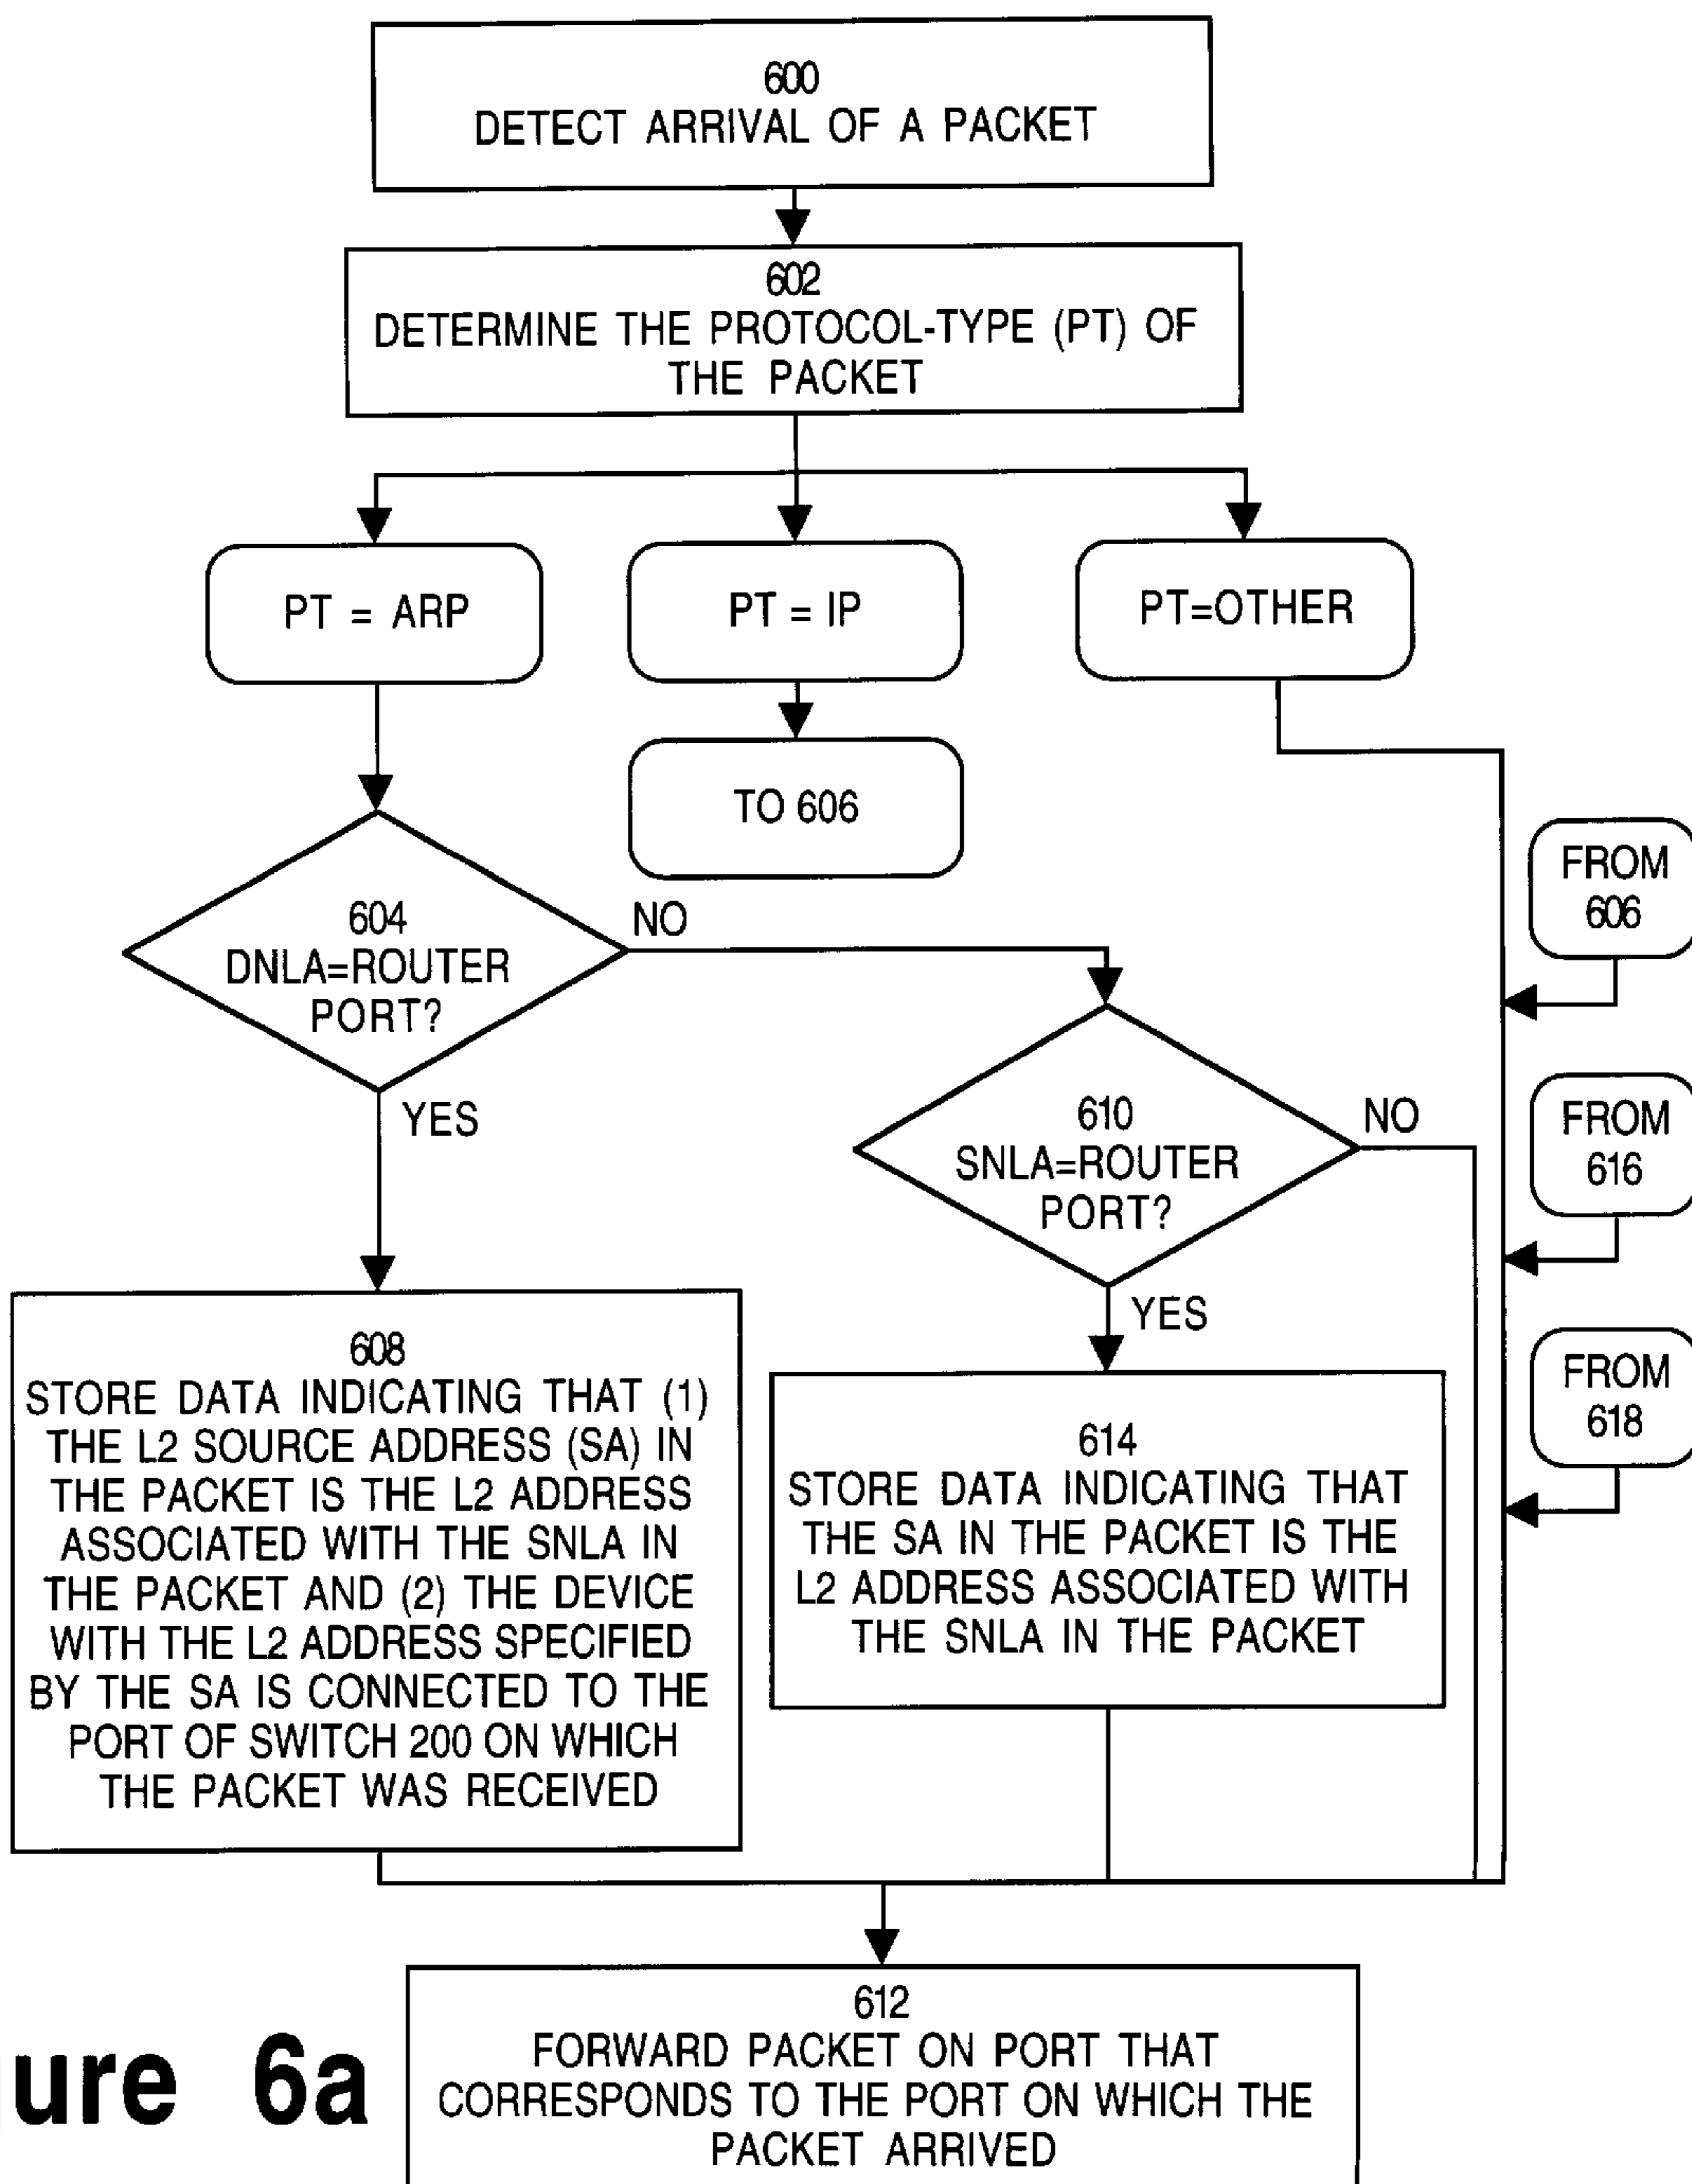 600
DETECT ARRIVAL OF A PACKET
602
DETERMINE THE PROTOCOL-TYPE (PT) OF
THE PACKET
PT = ARP
PT = IP
PT=OTHER
TO 606
604
DNLA=ROUTER
PORT?
NO
YES
FROM
606
610
SNLA=ROUTER
PORT?
NO
YES
FROM
616
FROM
618
608
STORE DATA INDICATING THAT (1)
THE L2 SOURCE ADDRESS (SA) IN
THE PACKET IS THE L2 ADDRESS
ASSOCIATED WITH THE SNLA IN
THE PACKET AND (2) THE DEVICE
WITH THE L2 ADDRESS SPECIFIED
BY THE SA IS CONNECTED TO THE
PORT OF SWITCH 200 ON WHICH
THE PACKET WAS RECEIVED
614
STORE DATA INDICATING THAT
THE SA IN THE PACKET IS THE
L2 ADDRESS ASSOCIATED WITH
THE SNLA IN THE PACKET
612
FORWARD PACKET ON PORT THAT
CORRESPONDS TO THE PORT ON WHICH THE
PACKET ARRIVED
ure 6a